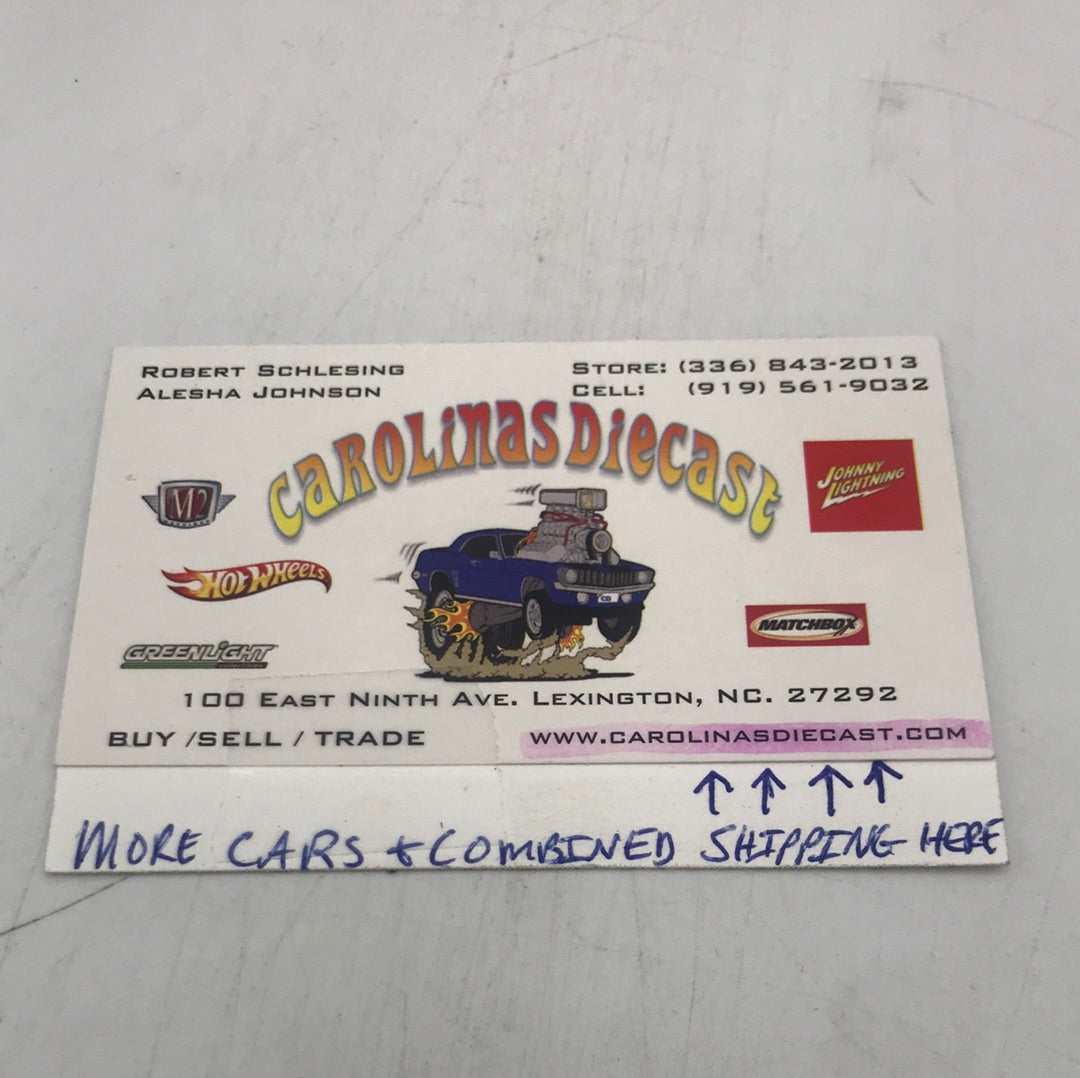 ROBERT SCHLESING
ALESHA JOHNSON
STORE: (336) 843-2013
CELL: (919) 561-9032
CAROLINAS DIECAST
M2
JOHNNY
LIGHTNING
HOT WHEELS
CD
MATCHBOX
GREENLIGHT
100 EAST NINTH AVE. LEXINGTON, NC. 27292
BUY /SELL / TRADE
WWW.CAROLINASDIECAST.COM
↑ ↑ ↑ ↑
MORE CARS + COMBINED SHIPPING HERE